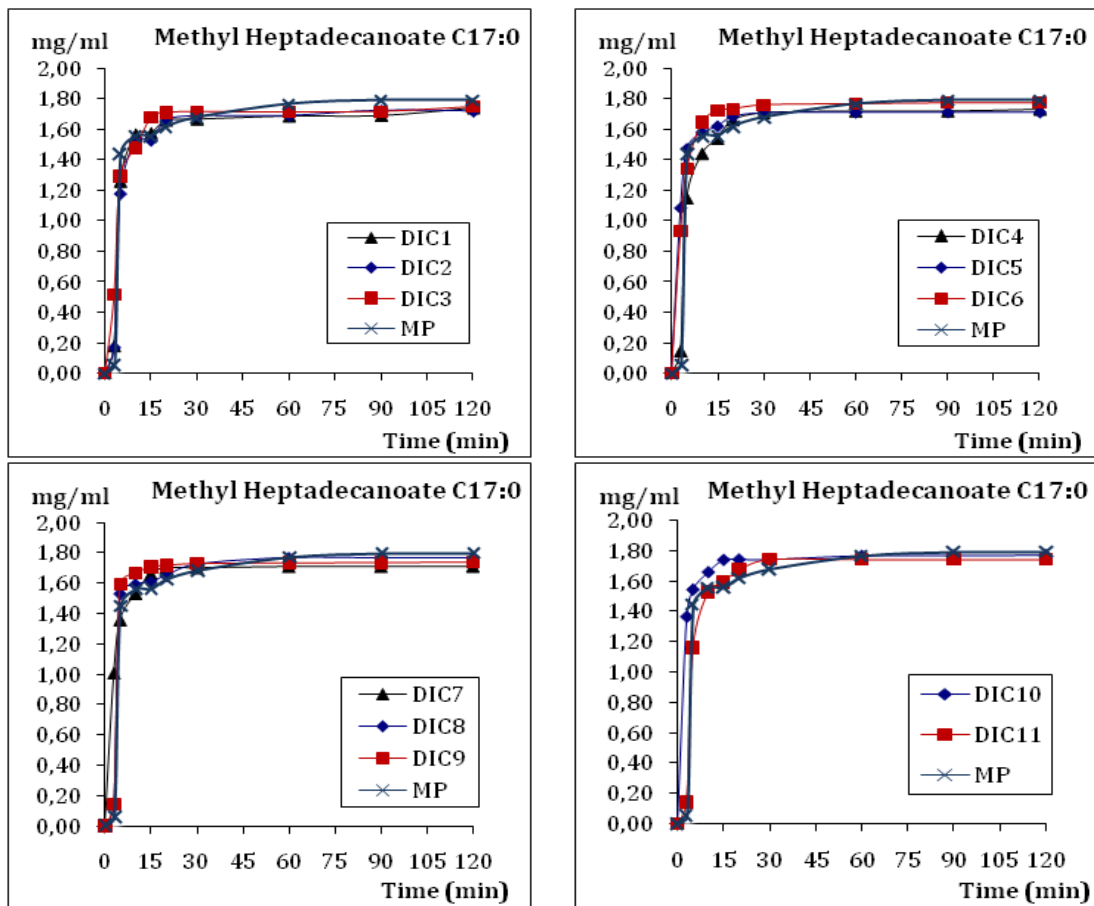 mg/ml Methyl Heptadecanoate C17:0
2,00
1,80
1,60
1,40
1,20
1,00
0,80
0,60
0,40
0,20
0,00
DIC1
DIC2
DIC3
MP
0 15 30 45 60 75 90 105 120
Time (min)
mg/ml Methyl Heptadecanoate C17:0
2,00
1,80
1,60
1,40
1,20
1,00
0,80
0,60
0,40
0,20
0,00
DIC4
DIC5
DIC6
MP
0 15 30 45 60 75 90 105 120
Time (min)
mg/ml Methyl Heptadecanoate C17:0
2,00
1,80
1,60
1,40
1,20
1,00
0,80
0,60
0,40
0,20
0,00
DIC7
DIC8
DIC9
MP
0 15 30 45 60 75 90 105 120
Time (min)
mg/ml Methyl Heptadecanoate C17:0
2,00
1,80
1,60
1,40
1,20
1,00
0,80
0,60
0,40
0,20
0,00
DIC10
DIC11
MP
0 15 30 45 60 75 90 105 120
Time (min)